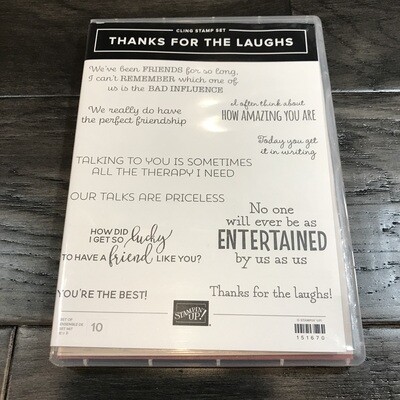 CLING STAMP SET
THANKS FOR THE LAUGHS
We've been FRIENDS for so long,
I can't REMEMBER which one of
us is the BAD INFLUENCE
We really do have
the perfect friendship
I often think about
HOW AMAZING YOU ARE
Today you get
it in writing
TALKING TO YOU IS SOMETIMES
ALL THE THERAPY I NEED
OUR TALKS ARE PRICELESS
HOW DID
I GET SO lucky
TO HAVE A friend LIKE YOU?
No one
will ever be as
ENTERTAINED
by us as us
YOU'RE THE BEST!
STAMPIN' UP!
Thanks for the laughs!
10
151670